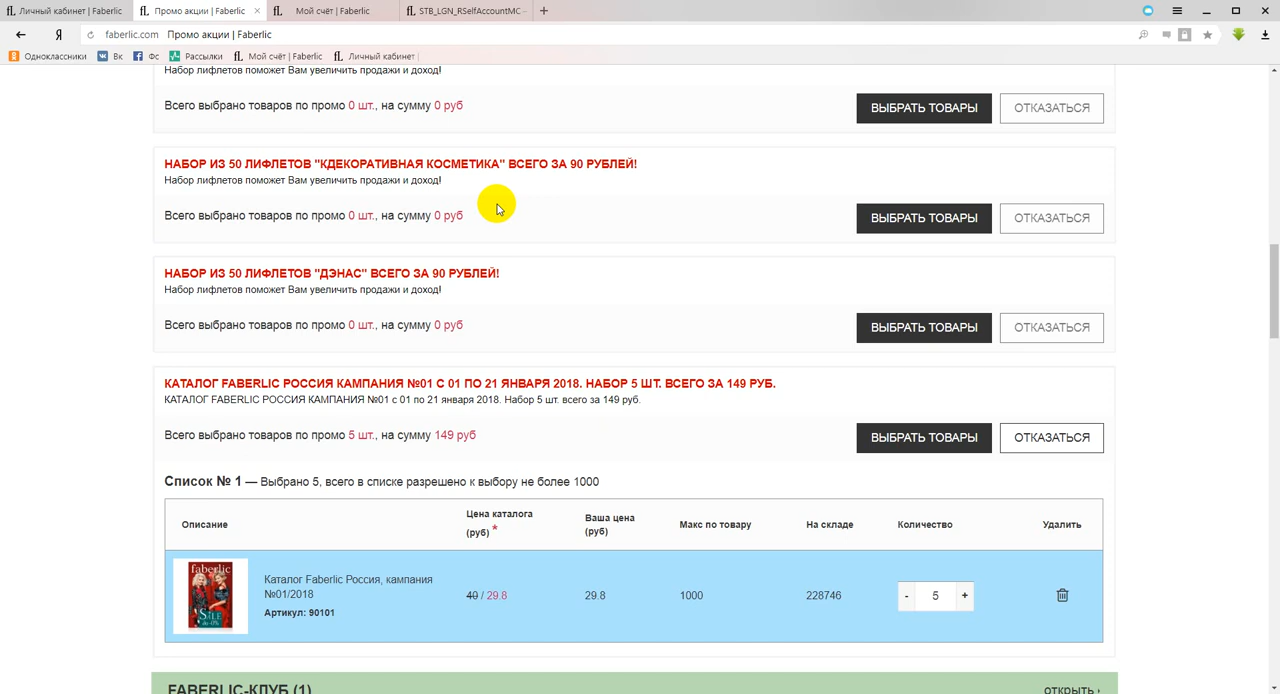 Личный кабинет | Faberlic
Промо акции | Faberlic
Мой счёт | Faberlic
STB_LGN_RSelfAccountMC -
faberlic.com Промо акции | Faberlic
Одноклассники Вк Фс Рассылки Мой счёт | Faberlic Личный кабинет |
Набор лифлетов поможет Вам увеличить продажи и доход!
Всего выбрано товаров по промо 0 шт., на сумму 0 руб
ВЫБРАТЬ ТОВАРЫ ОТКАЗАТЬСЯ
НАБОР ИЗ 50 ЛИФЛЕТОВ "КДЕКОРАТИВНАЯ КОСМЕТИКА" ВСЕГО ЗА 90 РУБЛЕЙ!
Набор лифлетов поможет Вам увеличить продажи и доход!
Всего выбрано товаров по промо 0 шт., на сумму 0 руб
ВЫБРАТЬ ТОВАРЫ ОТКАЗАТЬСЯ
НАБОР ИЗ 50 ЛИФЛЕТОВ "ДЭНАС" ВСЕГО ЗА 90 РУБЛЕЙ!
Набор лифлетов поможет Вам увеличить продажи и доход!
Всего выбрано товаров по промо 0 шт., на сумму 0 руб
ВЫБРАТЬ ТОВАРЫ ОТКАЗАТЬСЯ
КАТАЛОГ FABERLIC РОССИЯ КАМПАНИЯ №01 С 01 ПО 21 ЯНВАРЯ 2018. НАБОР 5 ШТ. ВСЕГО ЗА 149 РУБ.
КАТАЛОГ FABERLIC РОССИЯ КАМПАНИЯ №01 с 01 по 21 января 2018. Набор 5 шт. всего за 149 руб.
Всего выбрано товаров по промо 5 шт., на сумму 149 руб
ВЫБРАТЬ ТОВАРЫ ОТКАЗАТЬСЯ
Список № 1 — Выбрано 5, всего в списке разрешено к выбору не более 1000
Описание
Цена каталога
(руб) *
Ваша цена
(руб)
Макс по товару
На складе
Количество
Удалить
faberlic
SALE
Каталог Faberlic Россия, кампания
№01/2018
Артикул: 90101
40 / 29.8
29.8
1000
228746
- 5 +
FABERLIC-КЛУБ (1)
ОТКРЫТЬ ›